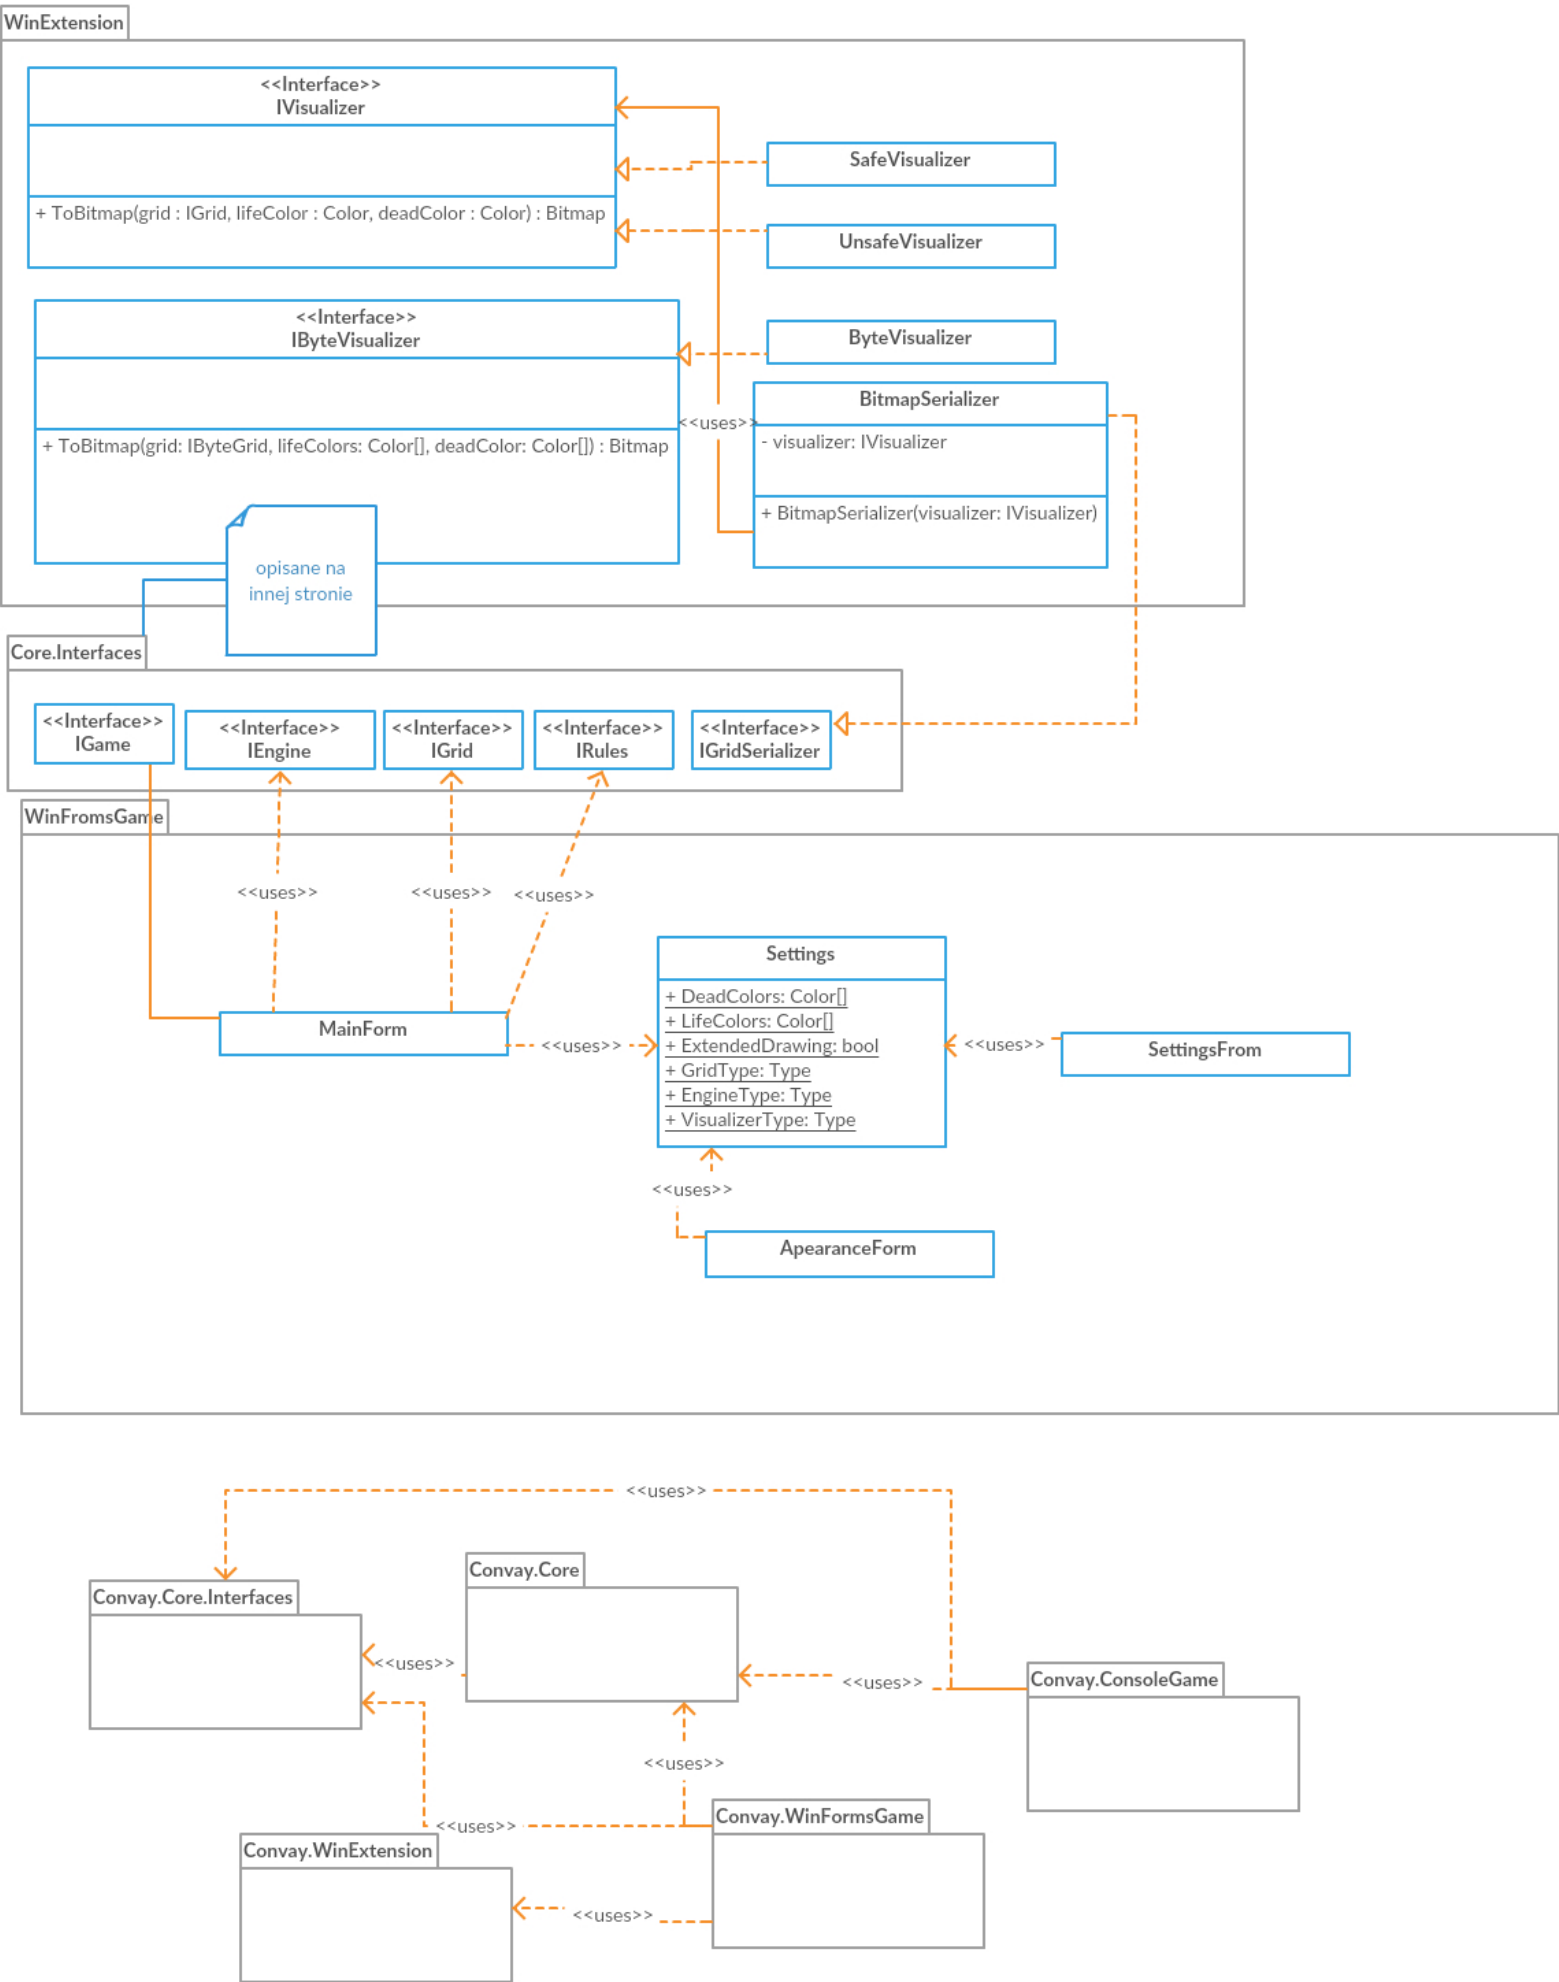 WinExtension
<<Interface>>
IVisualizer
+ ToBitmap(grid : IGrid, lifeColor : Color, deadColor : Color) : Bitmap
SafeVisualizer
UnsafeVisualizer
<<Interface>>
IByteVisualizer
+ ToBitmap(grid: IByteGrid, lifeColors: Color[], deadColor: Color[]) : Bitmap
ByteVisualizer
<<uses>>
BitmapSerializer
- visualizer: IVisualizer
+ BitmapSerializer(visualizer: IVisualizer)
opisane na
innej stronie
Core.Interfaces
<<Interface>>
IGame
<<Interface>>
IEngine
<<Interface>>
IGrid
<<Interface>>
IRules
<<Interface>>
IGridSerializer
WinFromsGame
<<uses>>
<<uses>>
<<uses>>
MainForm
<<uses>>
Settings
+ DeadColors: Color[]
+ LifeColors: Color[]
+ ExtendedDrawing: bool
+ GridType: Type
+ EngineType: Type
+ VisualizerType: Type
<<uses>>
SettingsFrom
<<uses>>
ApearanceForm
<<uses>>
Convay.Core.Interfaces
Convay.Core
<<uses>>
<<uses>>
Convay.ConsoleGame
<<uses>>
<<uses>>
Convay.WinFormsGame
Convay.WinExtension
<<uses>>